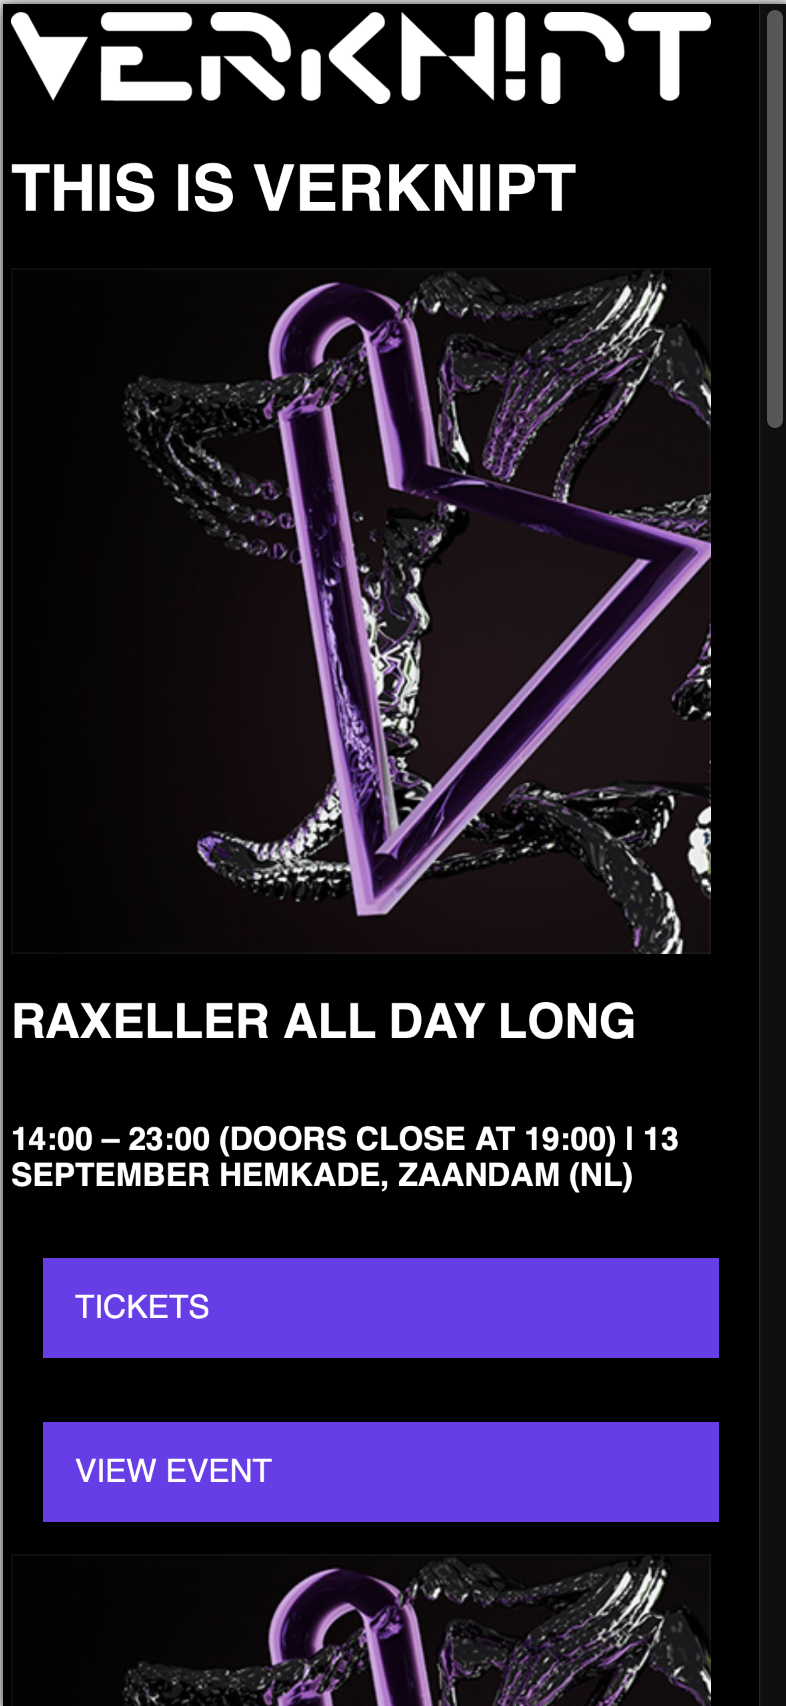 VERKNIPT
THIS IS VERKNIPT
RAXELLER ALL DAY LONG
14:00 – 23:00 (DOORS CLOSE AT 19:00) | 13
SEPTEMBER HEMKADE, ZAANDAM (NL)
TICKETS
VIEW EVENT